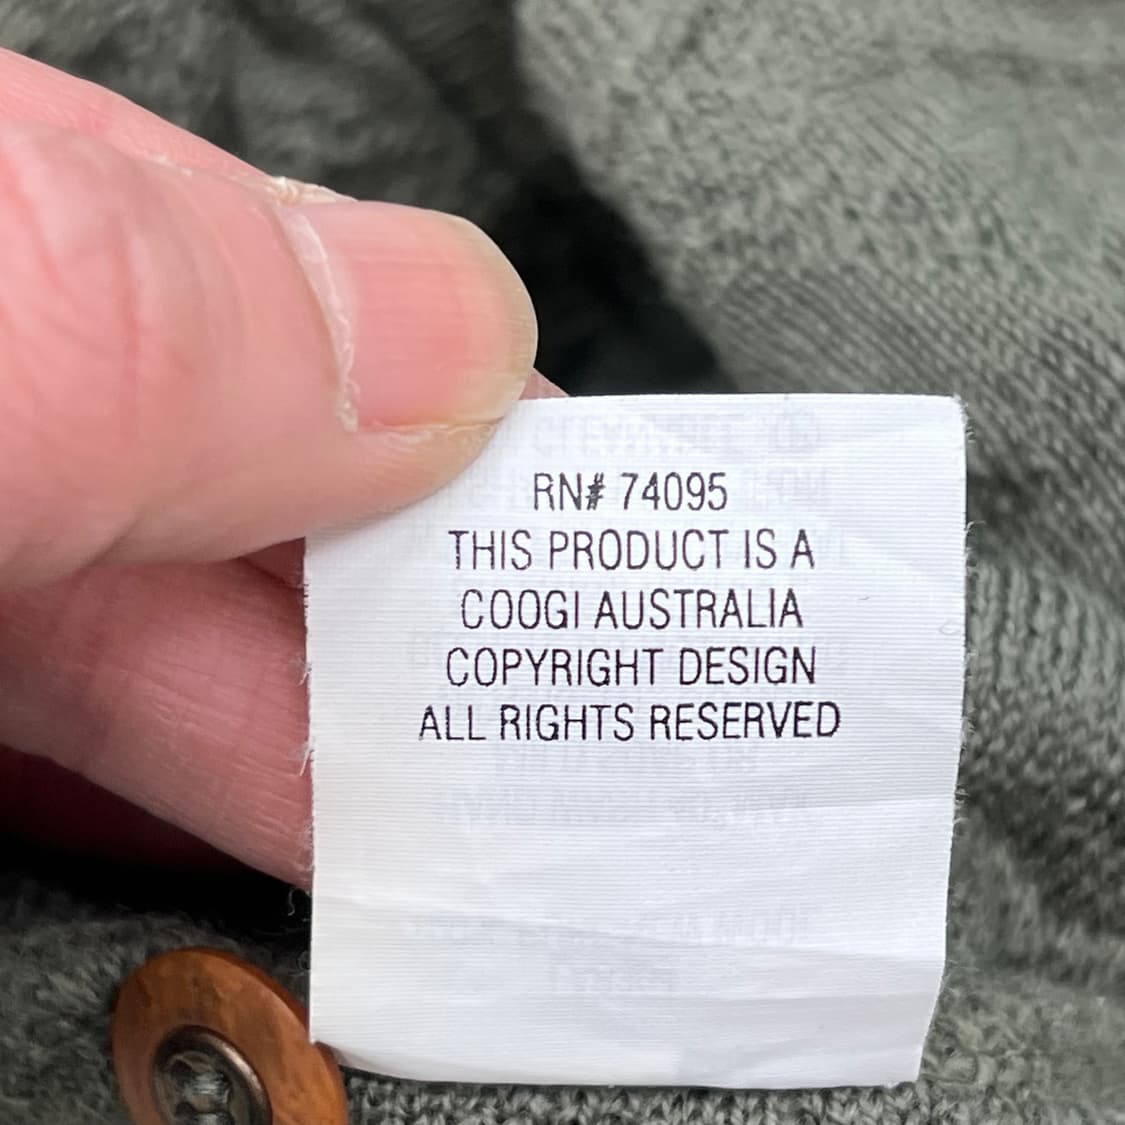 RN# 74095
THIS PRODUCT IS A
COOGI AUSTRALIA
COPYRIGHT DESIGN
ALL RIGHTS RESERVED